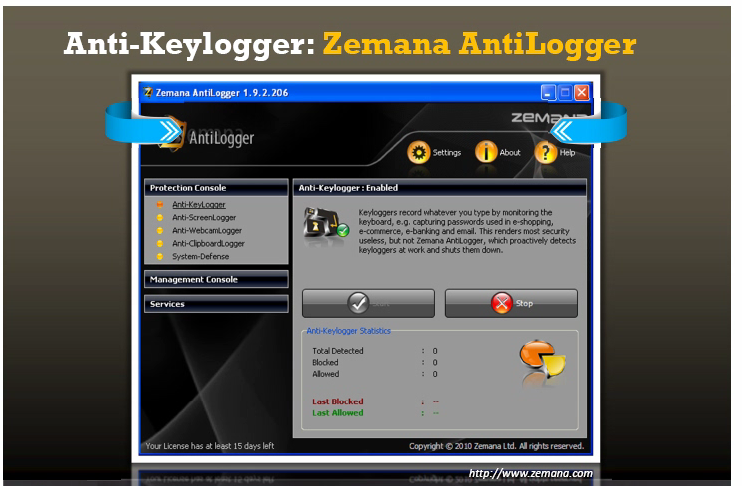 Anti-Keylogger: Zemana AntiLogger
Zemana AntiLogger 1.9.2.206
ZEMANA
AntiLogger
Settings
About
Help
Protection Console
Anti-KeyLogger
Anti-ScreenLogger
Anti-WebcamLogger
Anti-ClipboardLogger
System-Defense
Management Console
Services
Anti-Keylogger : Enabled
Keyloggers record whatever you type by monitoring the
keyboard, e.g. capturing passwords used in e-shopping,
e-commerce, e-banking and email. This renders most security
useless, but not Zemana AntiLogger, which proactively detects
keyloggers at work and shuts them down.
Stop
Anti-Keylogger Statistics
Total Detected : 0
Blocked : 0
Allowed : 0
Last Blocked : --
Last Allowed : --
Your License has at least 15 days left
Copyright © 2010 Zemana Ltd. All rights reserved.
http://www.zemana.com